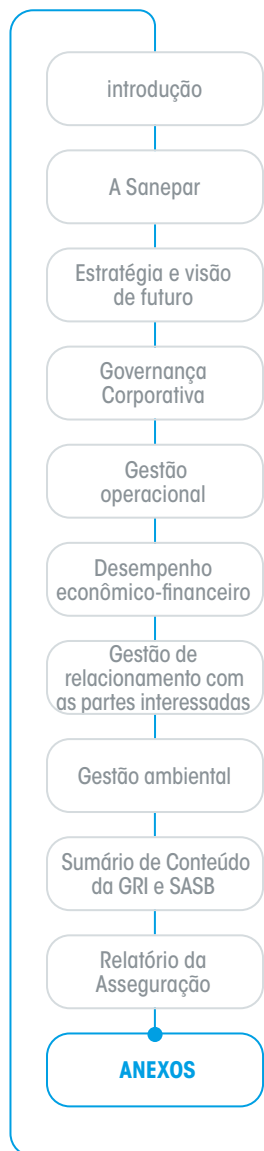 introdução
A Sanepar
Estratégia e visão
de futuro
Governança
Corporativa
Gestão
operacional
Desempenho
econômico-financeiro
Gestão de
relacionamento com
as partes interessadas
Gestão ambiental
Sumário de Conteúdo
da GRI e SASB
Relatório da
Asseguração
ANEXOS